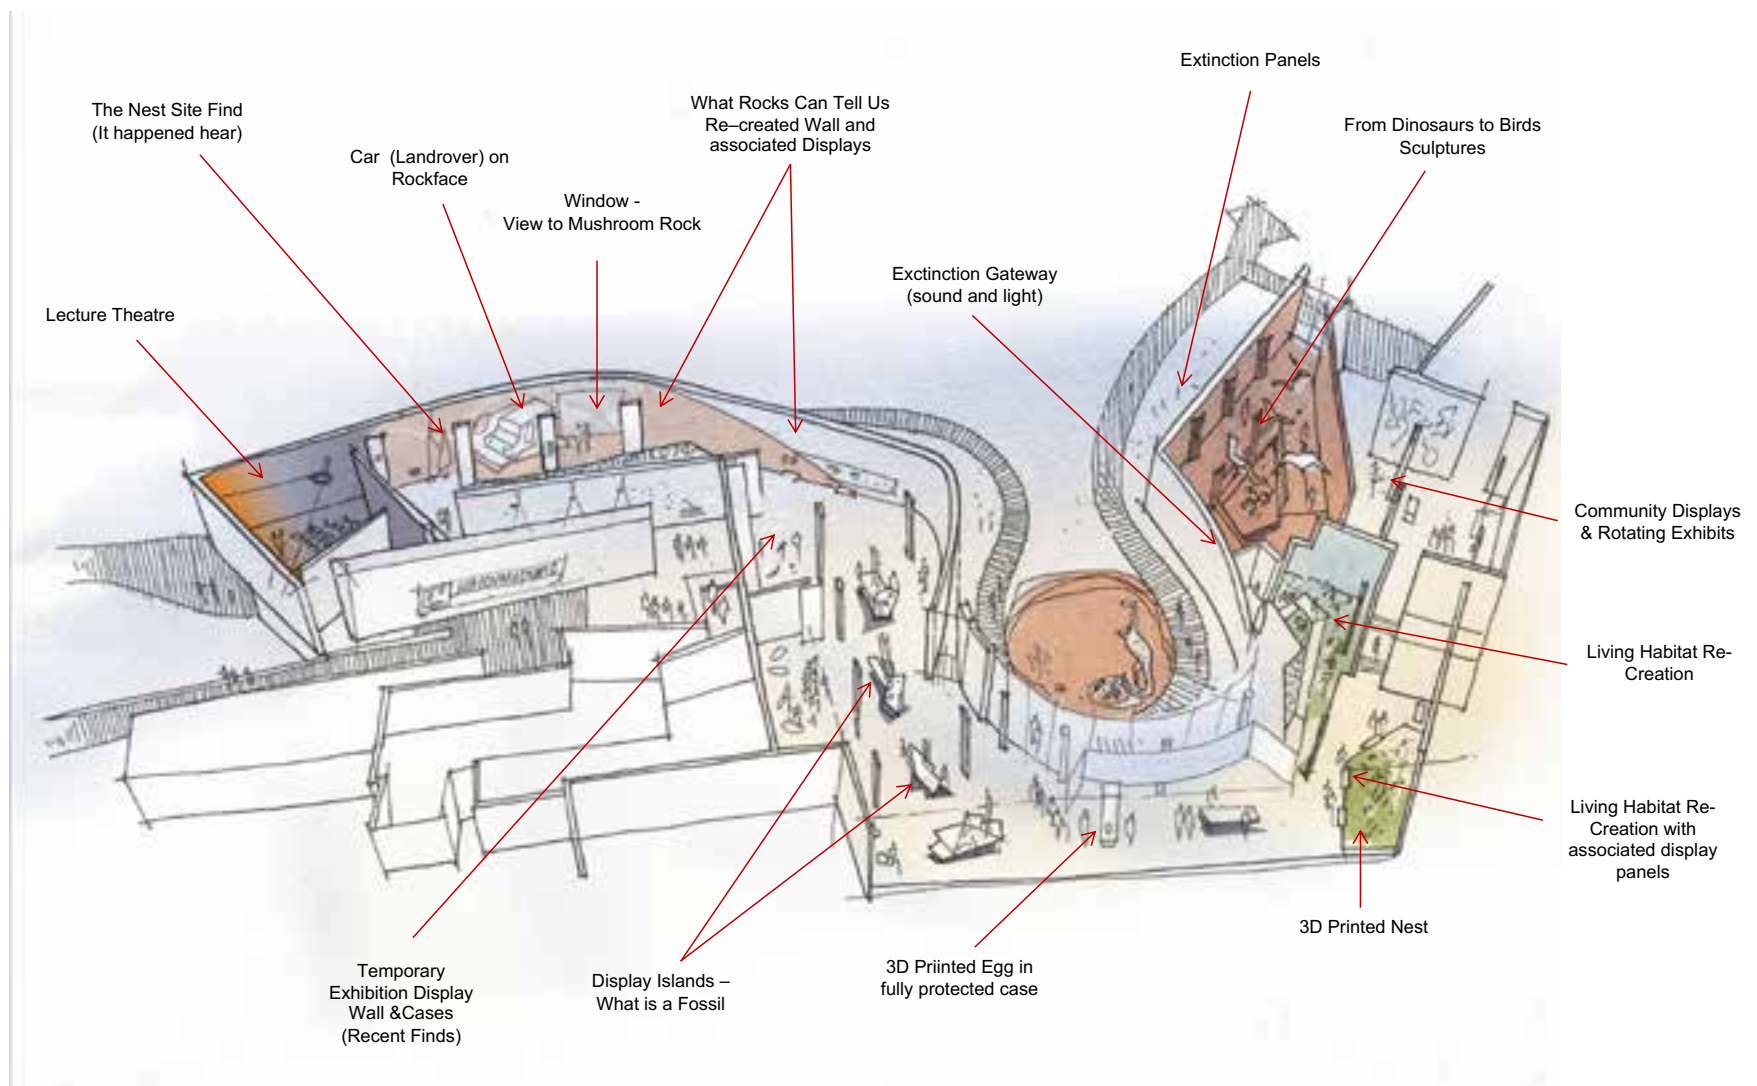 Extinction Panels
The Nest Site Find
(It happened hear)
What Rocks Can Tell Us
Re–created Wall and
associated Displays
From Dinosaurs to Birds
Sculptures
Car  (Landrover) on
Rockface
Window -
View to Mushroom Rock
Exctinction Gateway
(sound and light)
Lecture Theatre
Community Displays
& Rotating Exhibits
Living Habitat Re-
Creation
Living Habitat Re-
Creation with
associated display
panels
3D Printed Nest
Temporary
Exhibition Display
Wall &Cases
(Recent Finds)
Display Islands –
What is a Fossil
3D Priinted Egg in
fully protected case